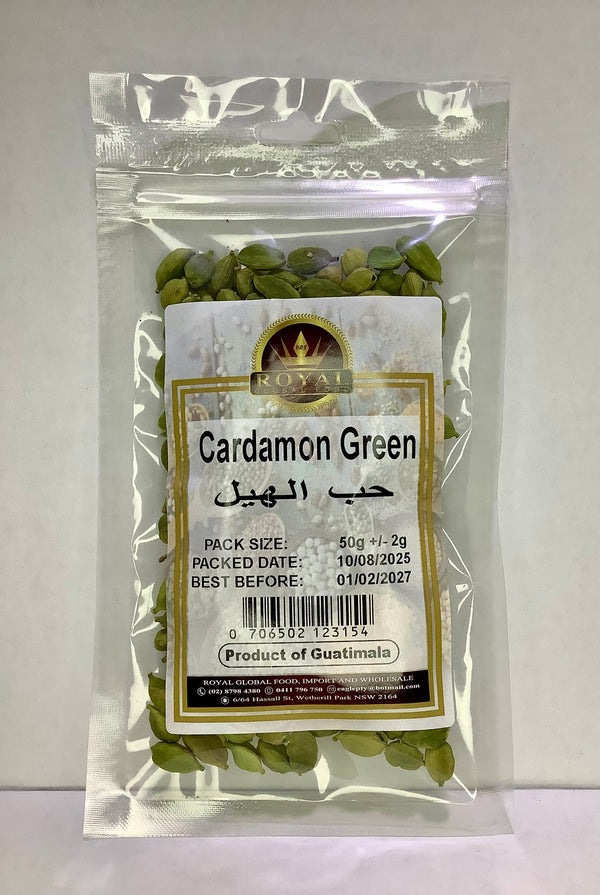 ROYAL
Cardamon Green
حب الهيل
PACK SIZE: 50g +/- 2g
PACKED DATE: 10/08/2025
BEST BEFORE: 01/02/2027
0 706502 123154
Product of Guatimala
ROYAL GLOBAL FOOD, IMPORT AND WHOLESALE
(02) 8798 4380 0411 796 750 eaglepty@hotmail.com
6/64 Hassall St, Wetherill Park NSW 2164